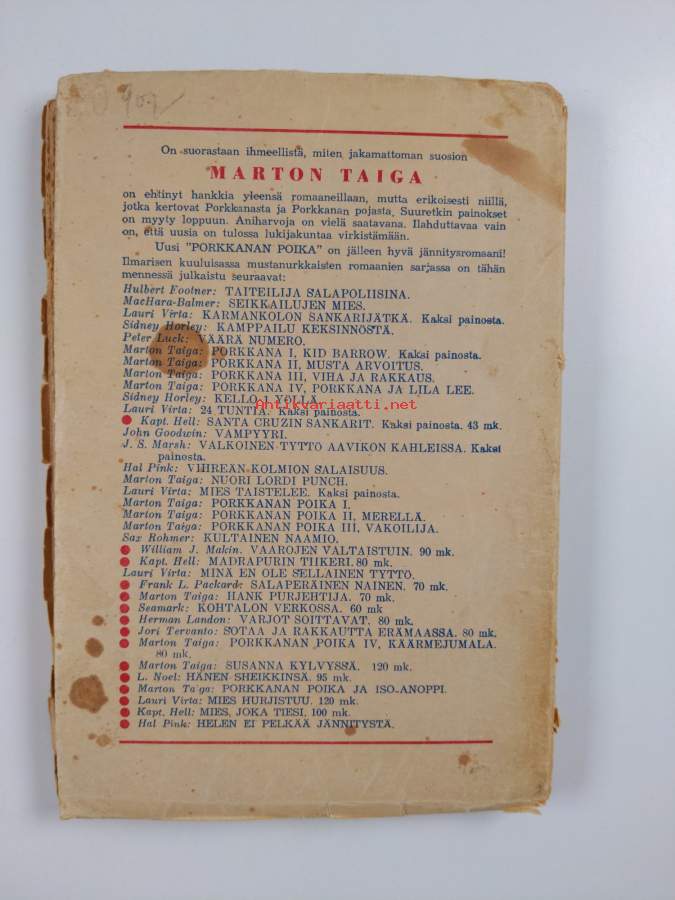 On suorastaan ihmeellistä, miten jakamattoman suosion
MARTON TAIGA
on ehtinyt hankkia yleensä romaaneillaan, mutta erikoisesti niillä,
jotka kertovat Porkkanasta ja Porkkanan pojasta. Suuretkin painokset
on myyty loppuun. Aniharvoja on vielä saatavana. Ilahduttavaa vain
on, että uusia on tulossa lukijakuntaa virkistämään.
Uusi "PORKKANAN POIKA" on jälleen hyvä jännitysromaani!
Ilmarisen kuuluisassa mustanurkkaisten romaanien sarjassa on tähän
mennessä julkaistu seuraavat:
Hulbert Footner: TAITEILIJA SALAPOLIISINA.
MacHara-Balmer: SEIKKAILUJEN MIES.
Lauri Virta: KARMANKOLON SANKARIJÄTKÄ. Kaksi painosta.
Sidney Horley: KAMPPAILU KEKSINNÖSTÄ.
Peter Luck: VÄÄRÄ NUMERO.
Marton Taiga: PORKKANA I, KID BARROW. Kaksi painosta.
Marton Taiga: PORKKANA II, MUSTA ARVOITUS.
Marton Taiga: PORKKANA III, VIHA JA RAKKAUS.
Marton Taiga: PORKKANA IV, PORKKANA JA LILA LEE.
Sidney Horley: KELLO 1 YÖLLÄ.
Lauri Virta: 24 TUNTIA. Kaksi painosta.
Antikvariaatti.net
Kapt. Hell: SANTA CRUZIN SANKARIT. Kaksi painosta. 43 mk.
John Goodwin: VAMPYYRI.
J. S. Marsh: VALKOINEN TYTTÖ AAVIKON KAHLEISSA. Kaksi
painosta.
Hal Pink: VIHREÄN KOLMION SALAISUUS.
Marton Taiga: NUORI LORDI PUNCH.
Lauri Virta: MIES TAISTELEE. Kaksi painosta.
Marton Taiga: PORKKANAN POIKA I.
Marton Taiga: PORKKANAN POIKA II, MERELLÄ.
Marton Taiga: PORKKANAN POIKA III, VAKOILIJA.
Sax Rohmer: KULTAINEN NAAMIO.
William J. Makin. VAAROJEN VALTAISTUIN. 90 mk.
Kapt. Hell: MADRAPURIN TIIKERI. 80 mk.
Lauri Virta: MINÄ EN OLE SELLAINEN TYTTÖ.
Frank L. Packard: SALAPERÄINEN NAINEN. 70 mk.
Marton Taiga: HANK PURJEHTIJA. 70 mk.
Seamark: KOHTALON VERKOSSA. 60 mk
Herman Landon: VARJOT SOITTAVAT. 80 mk.
Jori Tervanto: SOTAA JA RAKKAUTTA ERÄMAASSA. 80 mk.
Marton Taiga: PORKKANAN POIKA IV, KÄÄRMEJUMALA.
80 mk.
Marton Taiga: SUSANNA KYLVYSSÄ. 120 mk.
L. Noel: HÄNEN SHEIKKINSÄ. 95 mk.
Marton Taiga: PORKKANAN POIKA JA ISO-ANOPPI.
Lauri Virta: MIES HURJISTUU. 120 mk.
Kapt. Hell: MIES, JOKA TIESI. 100 mk.
Hal Pink: HELEN EI PELKÄÄ JÄNNITYSTÄ.